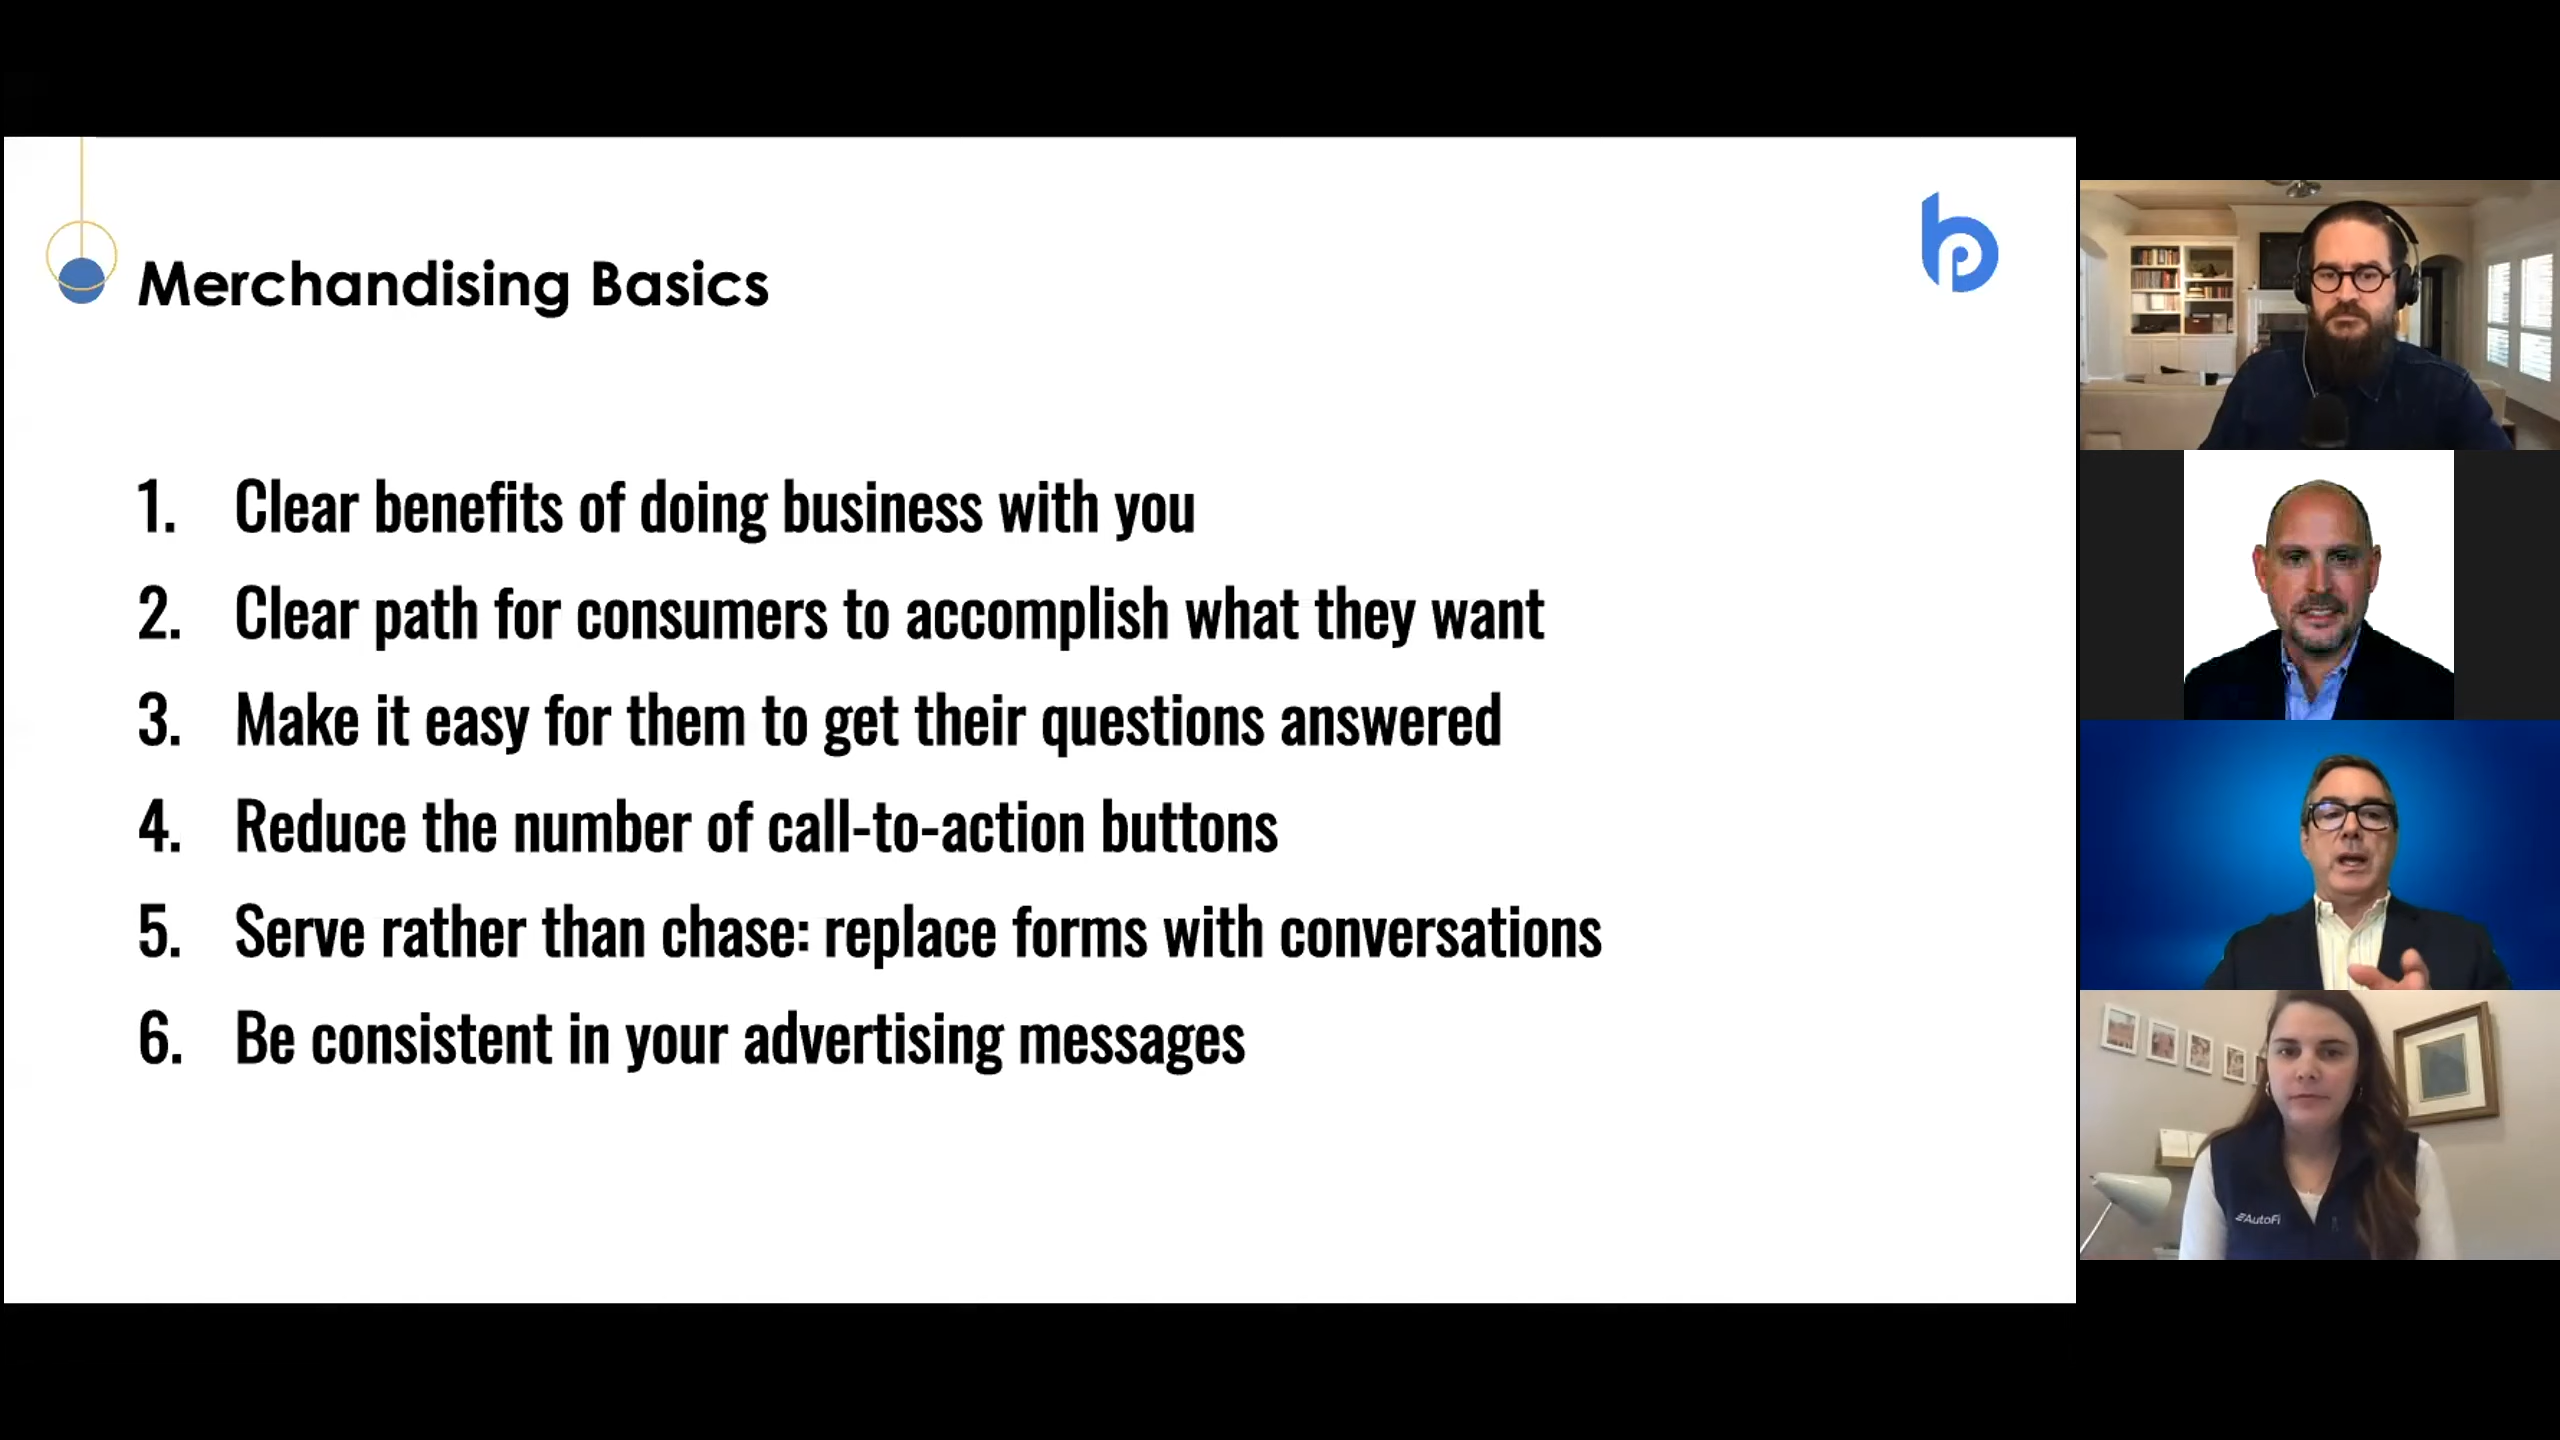 Merchandising Basics
bp
1. Clear benefits of doing business with you
2. Clear path for consumers to accomplish what they want
3. Make it easy for them to get their questions answered
4. Reduce the number of call-to-action buttons
5. Serve rather than chase: replace forms with conversations
6. Be consistent in your advertising messages
AutoFi